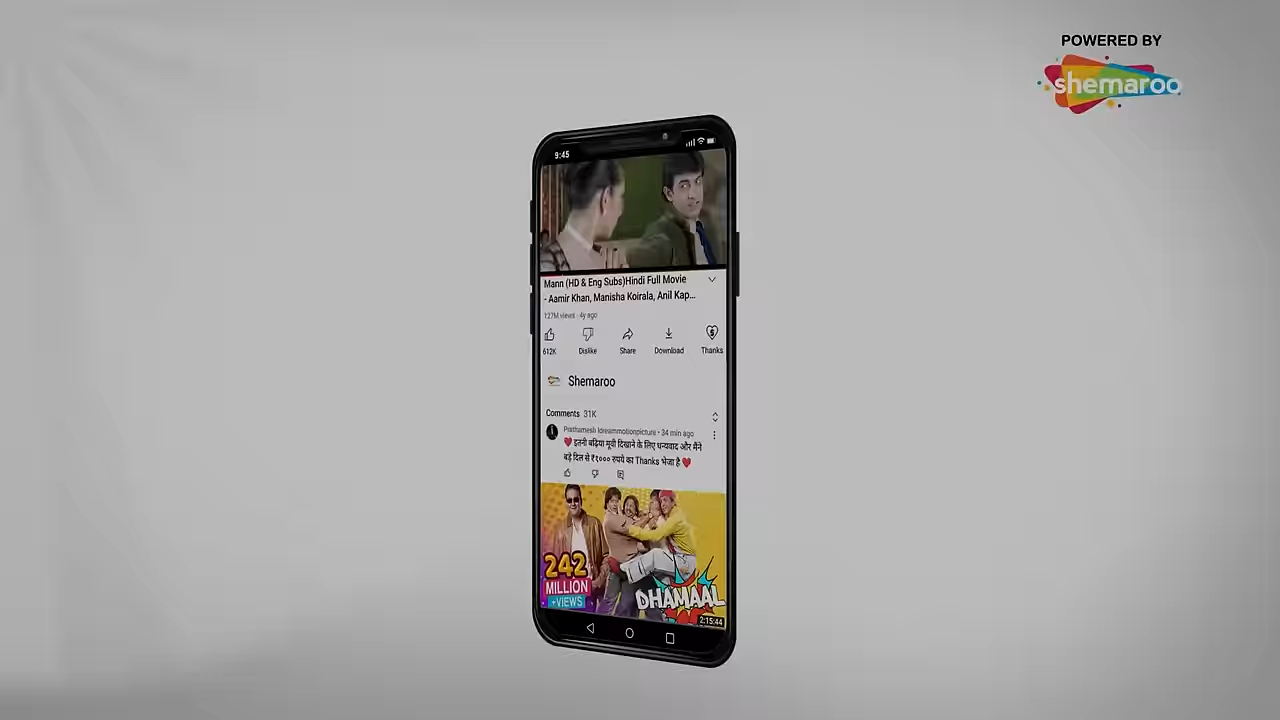 POWERED BY
shemaroo
9:45
Mann (HD & Eng Subs)Hindi Full Movie
- Aamir Khan, Manisha Koirala, Anil Kap...
127M views · 4y ago
612K Dislike Share Download Thanks
Shemaroo
Comments 31K
Prathamesh Idreammotionpicture • 34 min ago
❤️ इतनी बढ़िया मूवी दिखाने के लिए धन्यवाद और मैंने
बड़े दिल से ₹१००० रुपये का Thanks भेजा है ❤️
242
MILLION
+VIEWS
DHAMAAL
2:15:44